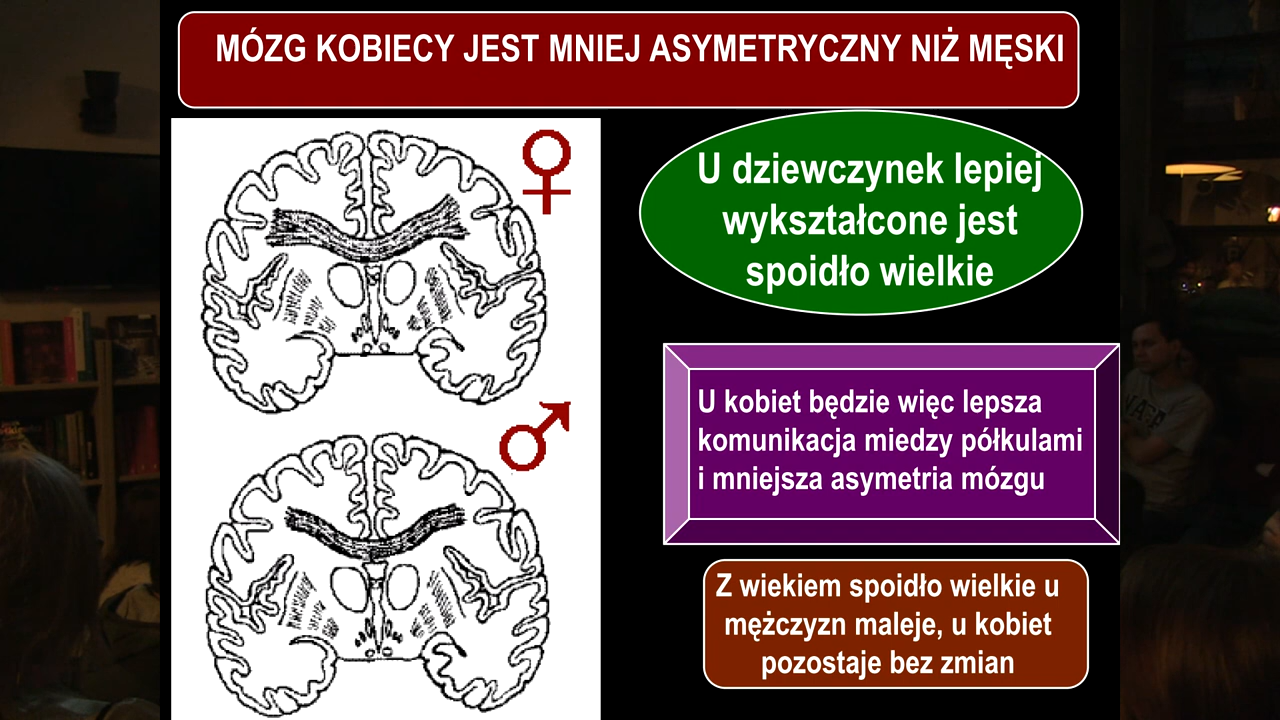 MÓZG KOBIECY JEST MNIEJ ASYMETRYCZNY NIŻ MĘSKI
U dziewczynek lepiej
wykształcone jest
spoidło wielkie
U kobiet będzie więc lepsza
komunikacja miedzy półkulami
i mniejsza asymetria mózgu
Z wiekiem spoidło wielkie u
mężczyzn maleje, u kobiet
pozostaje bez zmian